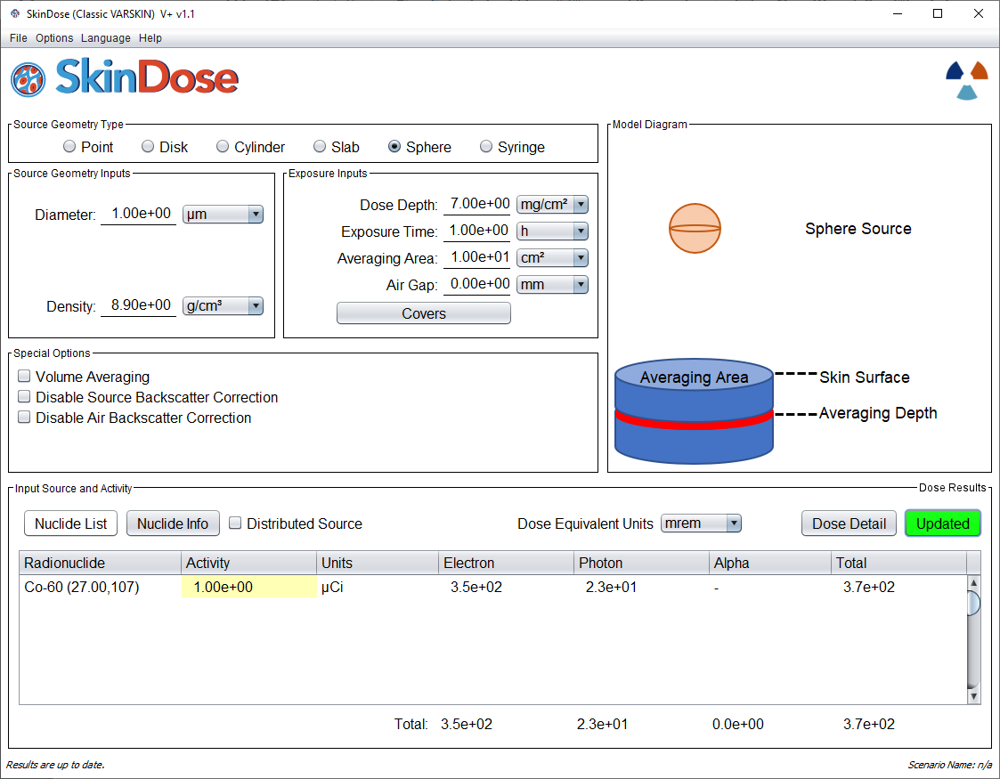 SkinDose (Classic VARSKIN) V+ v1.1
File Options Language Help
SkinDose
Source Geometry Type
Point Disk Cylinder Slab Sphere Syringe
Source Geometry Inputs
Diameter: 1.00e+00 µm
Density: 8.90e+00 g/cm³
Exposure Inputs
Dose Depth: 7.00e+00 mg/cm²
Exposure Time: 1.00e+00 h
Averaging Area: 1.00e+01 cm²
Air Gap: 0.00e+00 mm
Covers
Special Options
Volume Averaging
Disable Source Backscatter Correction
Disable Air Backscatter Correction
Model Diagram
Sphere Source
Averaging Area
Skin Surface
Averaging Depth
Input Source and Activity
Dose Results
Nuclide List Nuclide Info Distributed Source Dose Equivalent Units mrem Dose Detail Updated
Radionuclide Activity Units Electron Photon Alpha Total
Co-60 (27.00,107) 1.00e+00 µCi 3.5e+02 2.3e+01 - 3.7e+02
Total: 3.5e+02 2.3e+01 0.0e+00 3.7e+02
Results are up to date.
Scenario Name: n/a